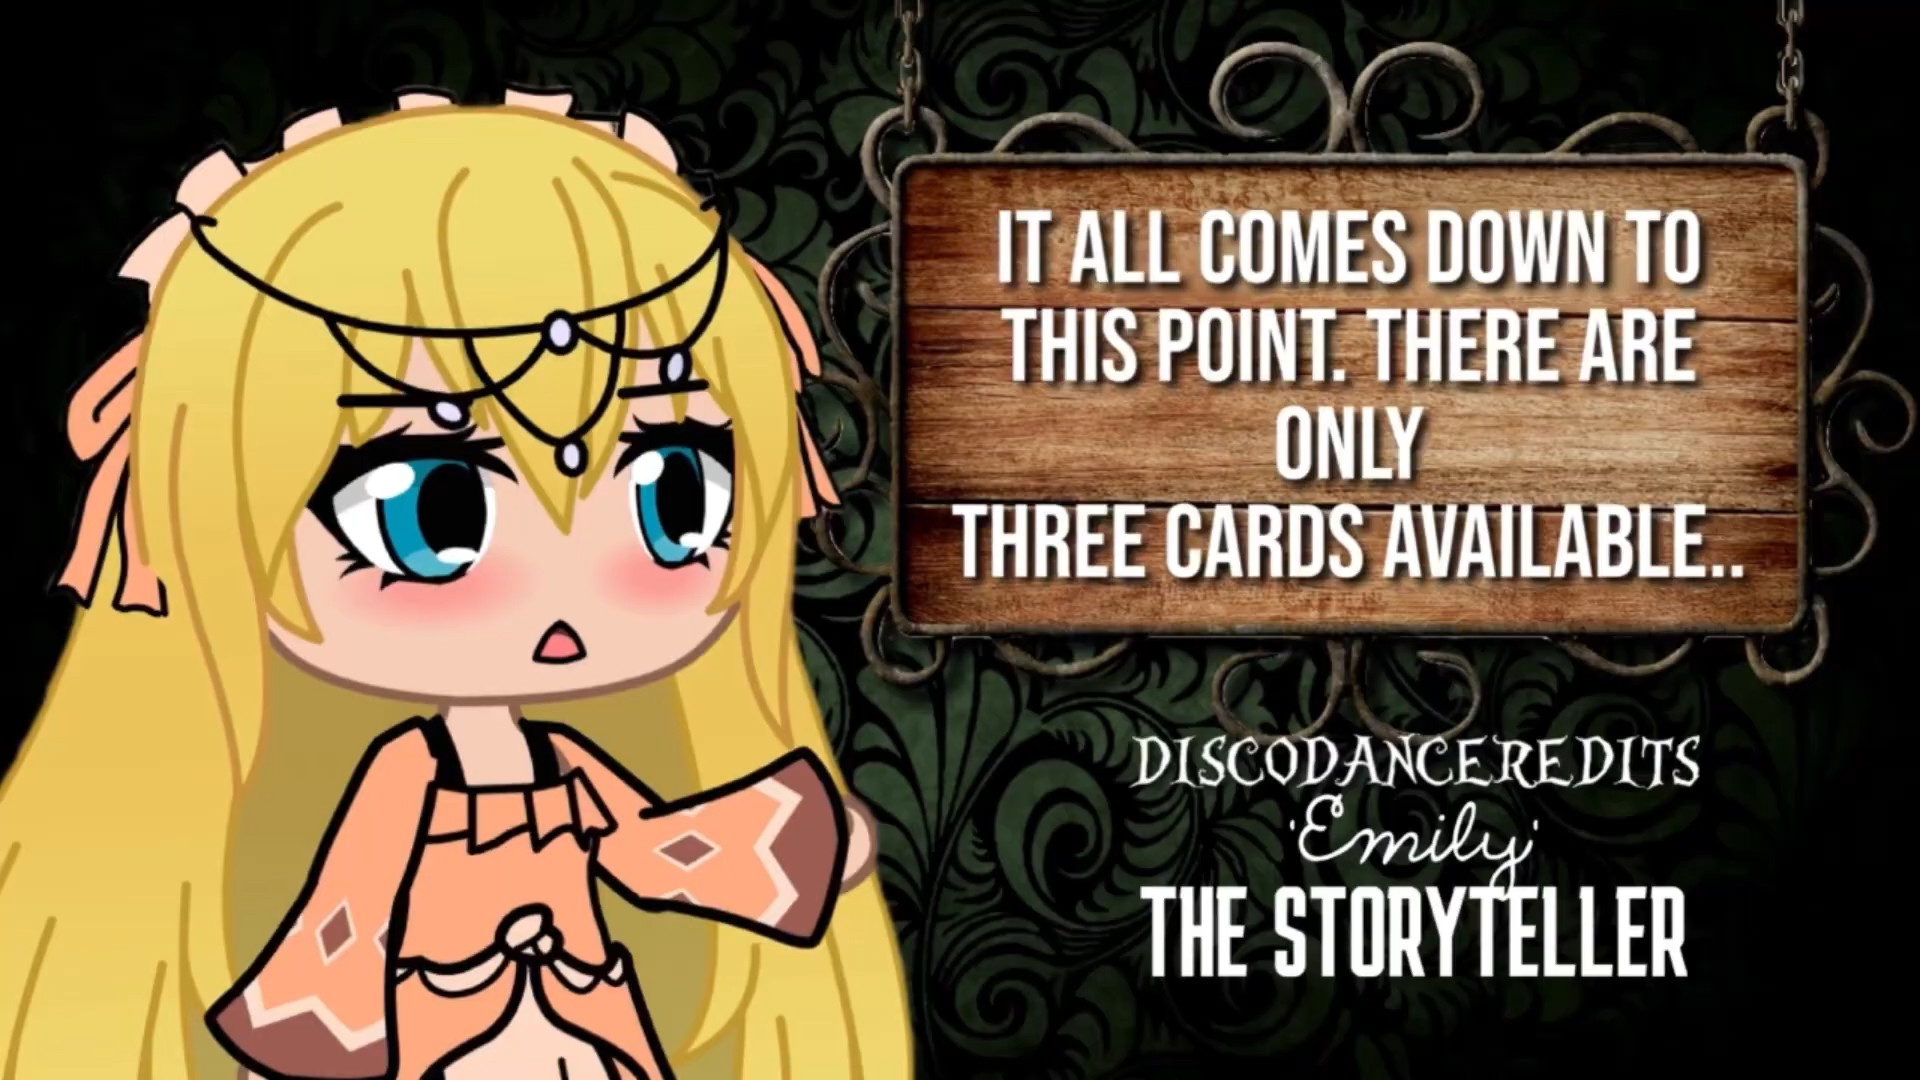 IT ALL COMES DOWN TO
THIS POINT. THERE ARE
ONLY
THREE CARDS AVAILABLE..
DISCODANCEREDITS
'Emily'
THE STORYTELLER